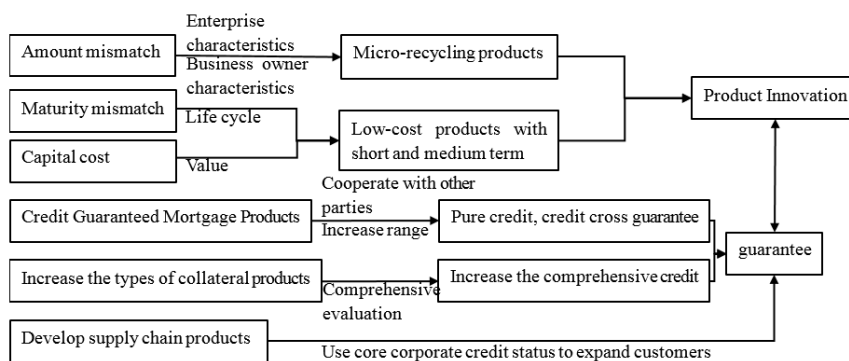 Enterprise
characteristics
Amount mismatch
Micro-recycling products
Business owner
characteristics
Maturity mismatch
Life cycle
Product Innovation
Low-cost products with
short and medium term
Capital cost
Value
Cooperate with other
parties
Credit Guaranteed Mortgage Products
Increase range
Pure credit, credit cross guarantee
guarantee
Increase the types of collateral products
Increase the comprehensive credit
Comprehensive
evaluation
Develop supply chain products
Use core corporate credit status to expand customers